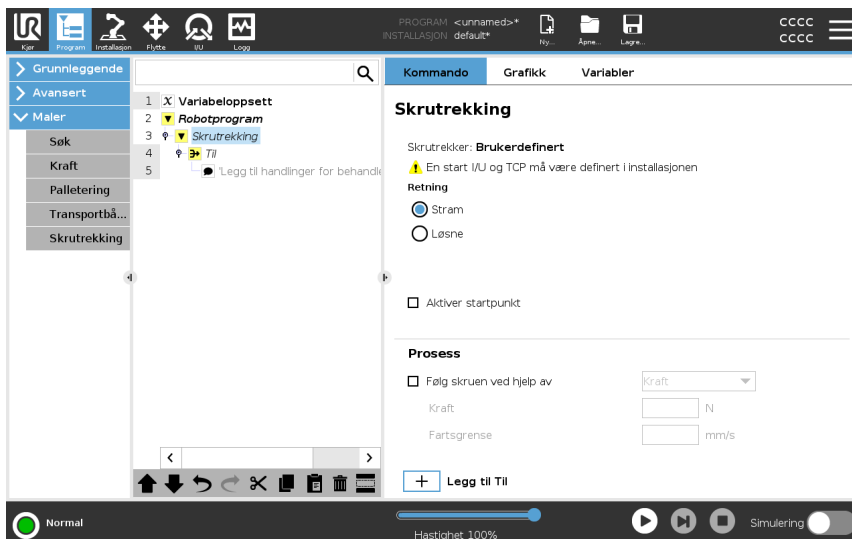 UR
Kjør
Program
Installasjon
Flytte
I/U
Logg
PROGRAM <unnamed>*
INSTALLASJON default*
Ny...
Åpne...
Lagre...
CCCC
CCCC
Grunnleggende
Avansert
Maler
Søk
Kraft
Palletering
Transportbå...
Skrutrekking
1 X Variabeloppsett
2 Robotprogram
3 Skrutrekking
4 Til
5 'Legg til handlinger for behandle
Kommando Grafikk Variabler
Skrutrekking
Skrutrekker: Brukerdefinert
En start I/U og TCP må være definert i installasjonen
Retning
Stram
Løsne
Aktiver startpunkt
Prosess
Følg skruen ved hjelp av Kraft
Kraft N
Fartsgrense mm/s
+ Legg til Til
Normal
Hastighet 100%
Simulering